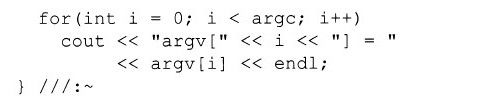 for(int i = 0; i < argc; i++)
cout << "argv[" << i << "] = "
<< argv[i] << endl;
} ///:~